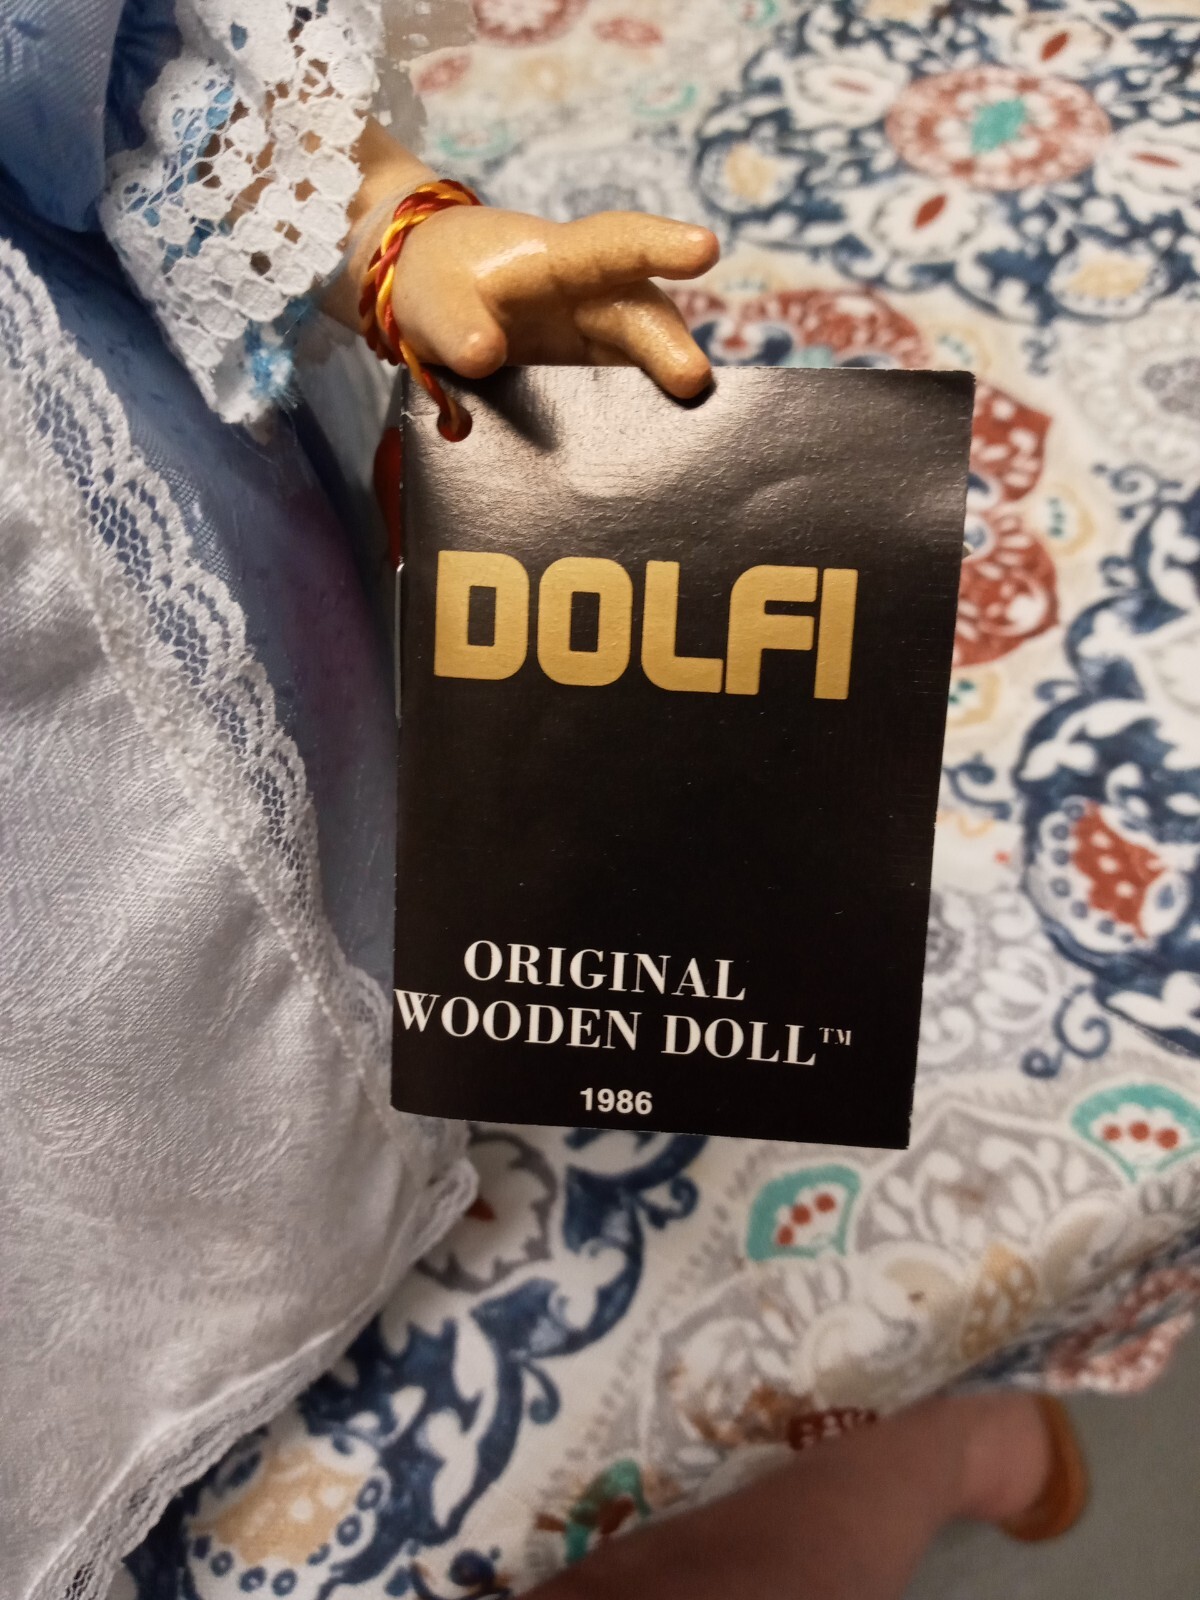 DOLFI
ORIGINAL
WOODEN DOLL™
1986